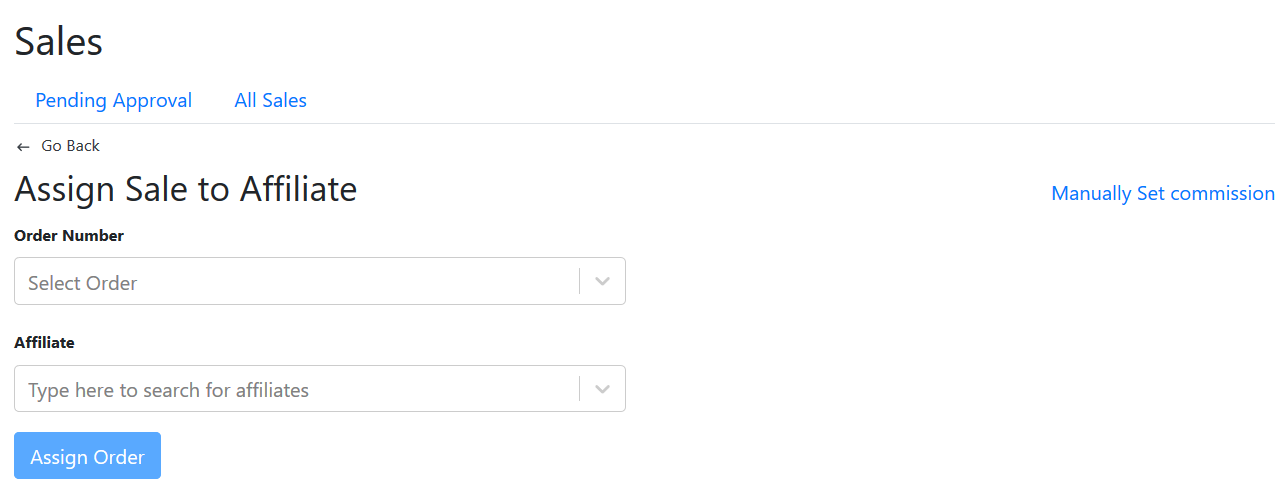 Sales
Pending Approval All Sales
← Go Back
Assign Sale to Affiliate
Manually Set commission
Order Number
Select Order
Affiliate
Type here to search for affiliates
Assign Order